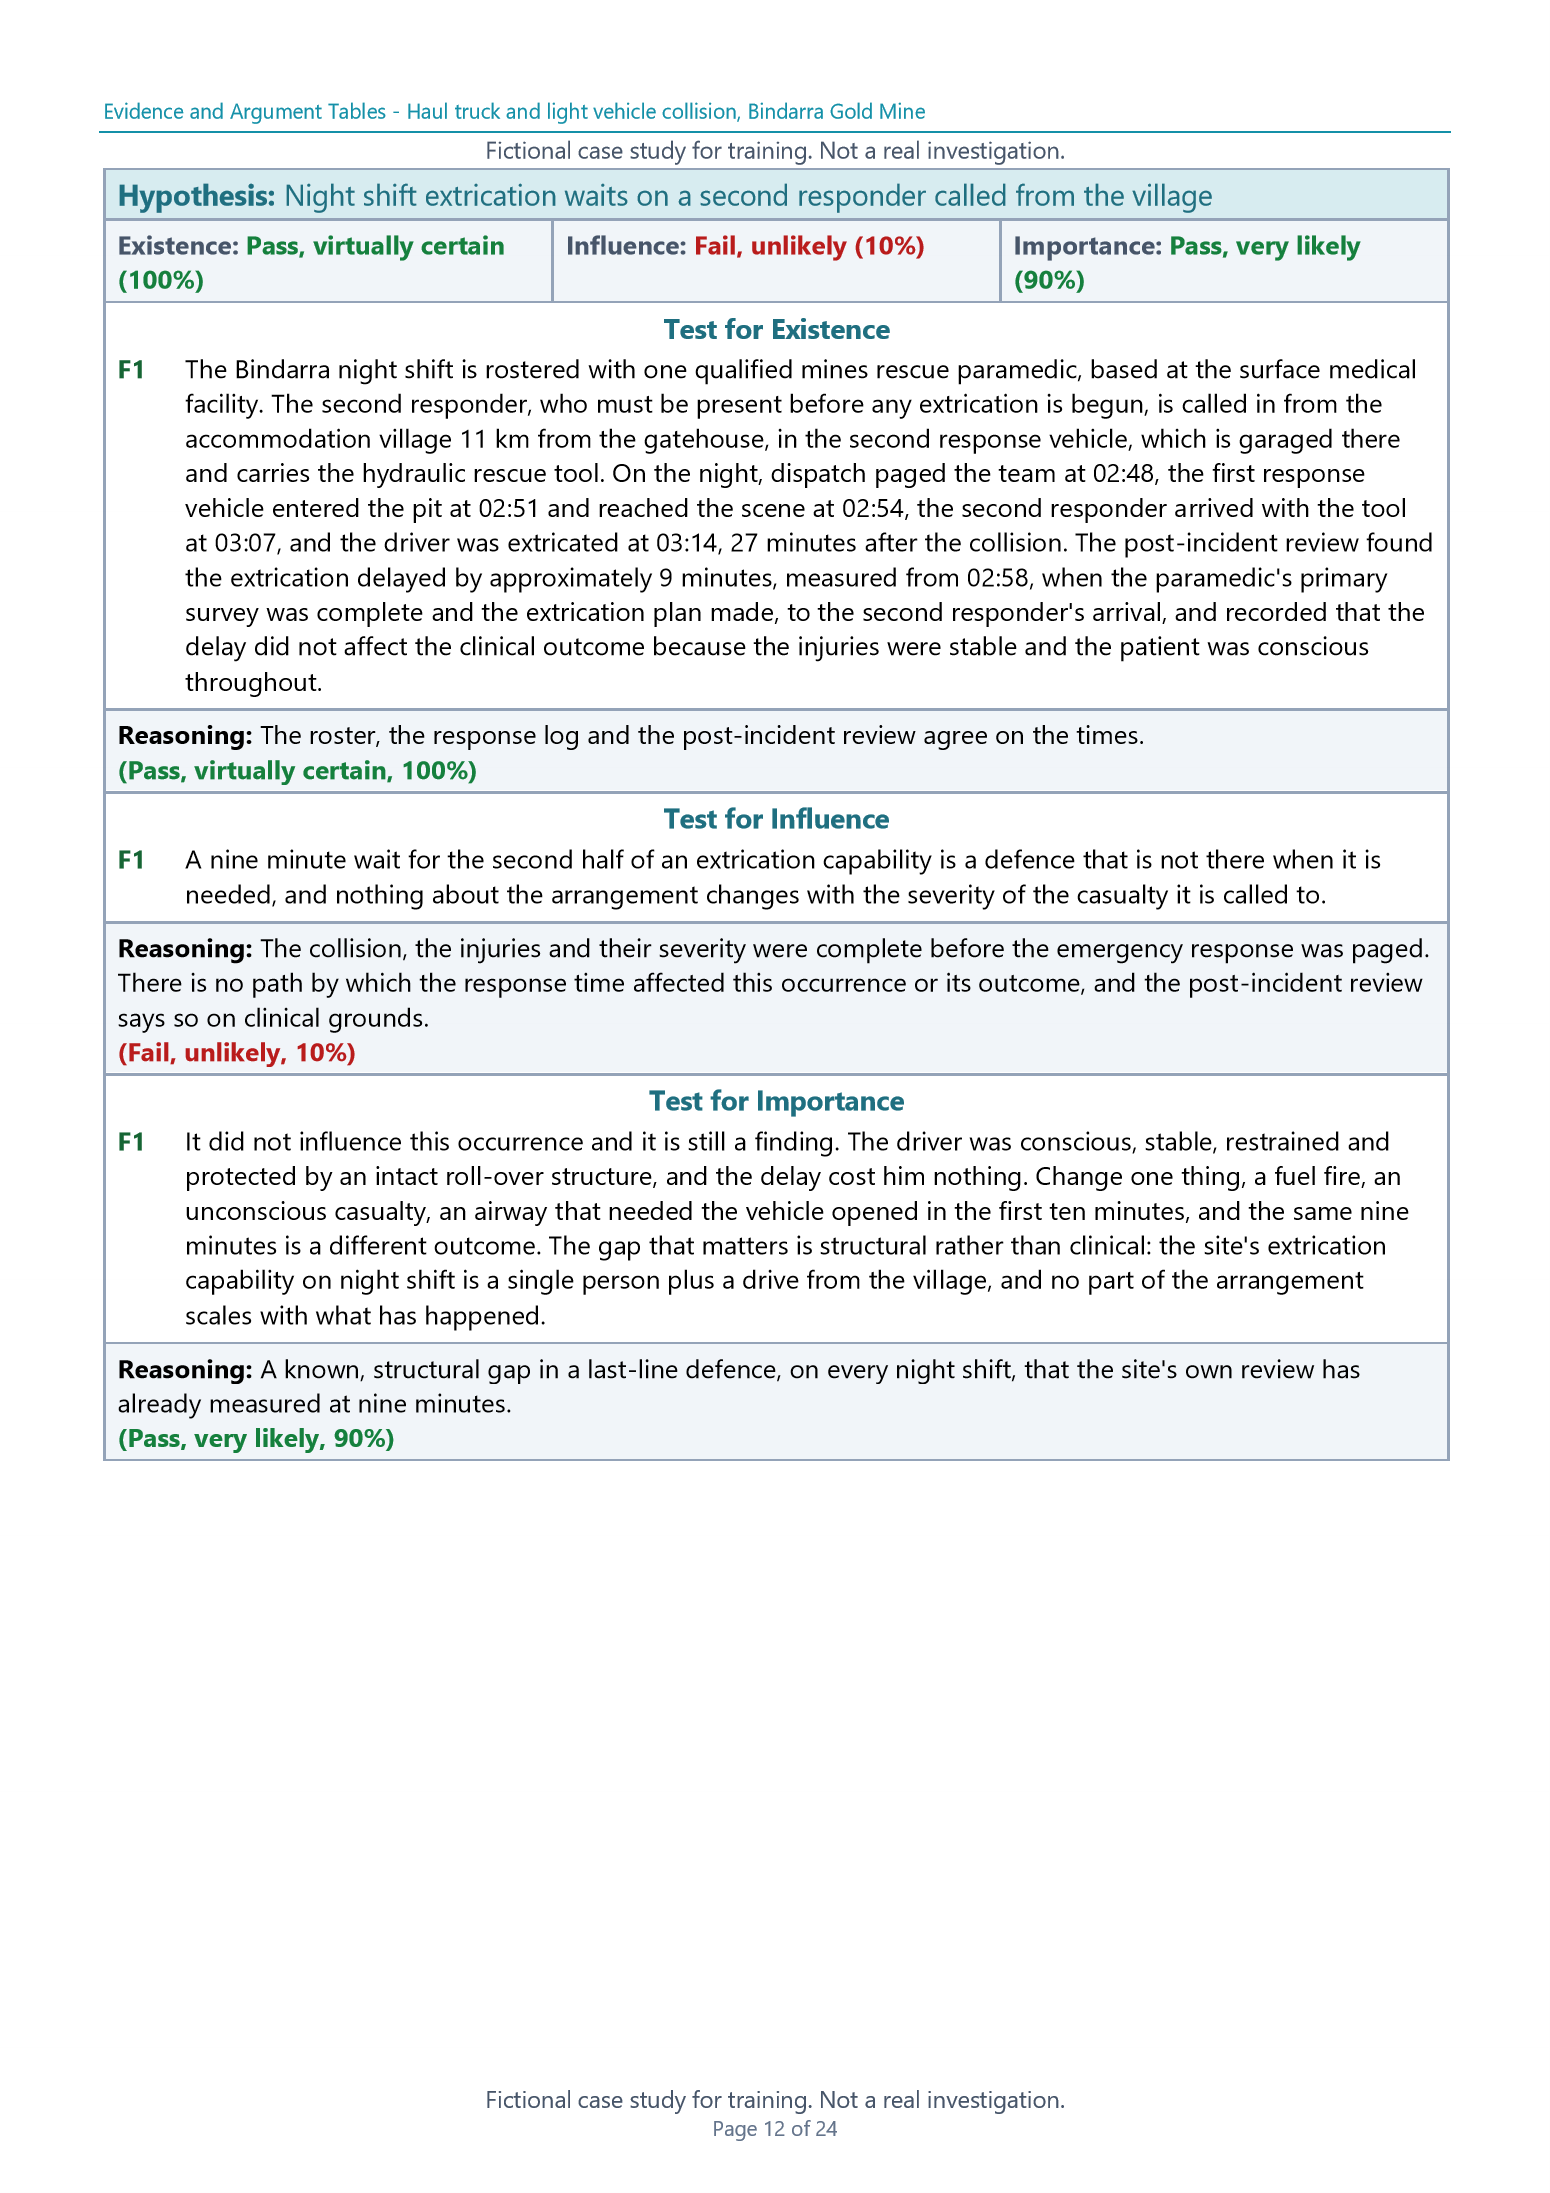 Evidence and Argument Tables - Haul truck and light vehicle collision, Bindarra Gold Mine
Fictional case study for training. Not a real investigation.
Hypothesis: Night shift extrication waits on a second responder called from the village
Existence: Pass, virtually certain
(100%)
Influence: Fail, unlikely (10%)
Importance: Pass, very likely
(90%)
Test for Existence
F1 The Bindarra night shift is rostered with one qualified mines rescue paramedic, based at the surface medical
facility. The second responder, who must be present before any extrication is begun, is called in from the
accommodation village 11 km from the gatehouse, in the second response vehicle, which is garaged there
and carries the hydraulic rescue tool. On the night, dispatch paged the team at 02:48, the first response
vehicle entered the pit at 02:51 and reached the scene at 02:54, the second responder arrived with the tool
at 03:07, and the driver was extricated at 03:14, 27 minutes after the collision. The post-incident review found
the extrication delayed by approximately 9 minutes, measured from 02:58, when the paramedic's primary
survey was complete and the extrication plan made, to the second responder's arrival, and recorded that the
delay did not affect the clinical outcome because the injuries were stable and the patient was conscious
throughout.
Reasoning: The roster, the response log and the post-incident review agree on the times.
(Pass, virtually certain, 100%)
Test for Influence
F1 A nine minute wait for the second half of an extrication capability is a defence that is not there when it is
needed, and nothing about the arrangement changes with the severity of the casualty it is called to.
Reasoning: The collision, the injuries and their severity were complete before the emergency response was paged.
There is no path by which the response time affected this occurrence or its outcome, and the post-incident review
says so on clinical grounds.
(Fail, unlikely, 10%)
Test for Importance
F1 It did not influence this occurrence and it is still a finding. The driver was conscious, stable, restrained and
protected by an intact roll-over structure, and the delay cost him nothing. Change one thing, a fuel fire, an
unconscious casualty, an airway that needed the vehicle opened in the first ten minutes, and the same nine
minutes is a different outcome. The gap that matters is structural rather than clinical: the site's extrication
capability on night shift is a single person plus a drive from the village, and no part of the arrangement
scales with what has happened.
Reasoning: A known, structural gap in a last-line defence, on every night shift, that the site's own review has
already measured at nine minutes.
(Pass, very likely, 90%)
Fictional case study for training. Not a real investigation.
Page 12 of 24